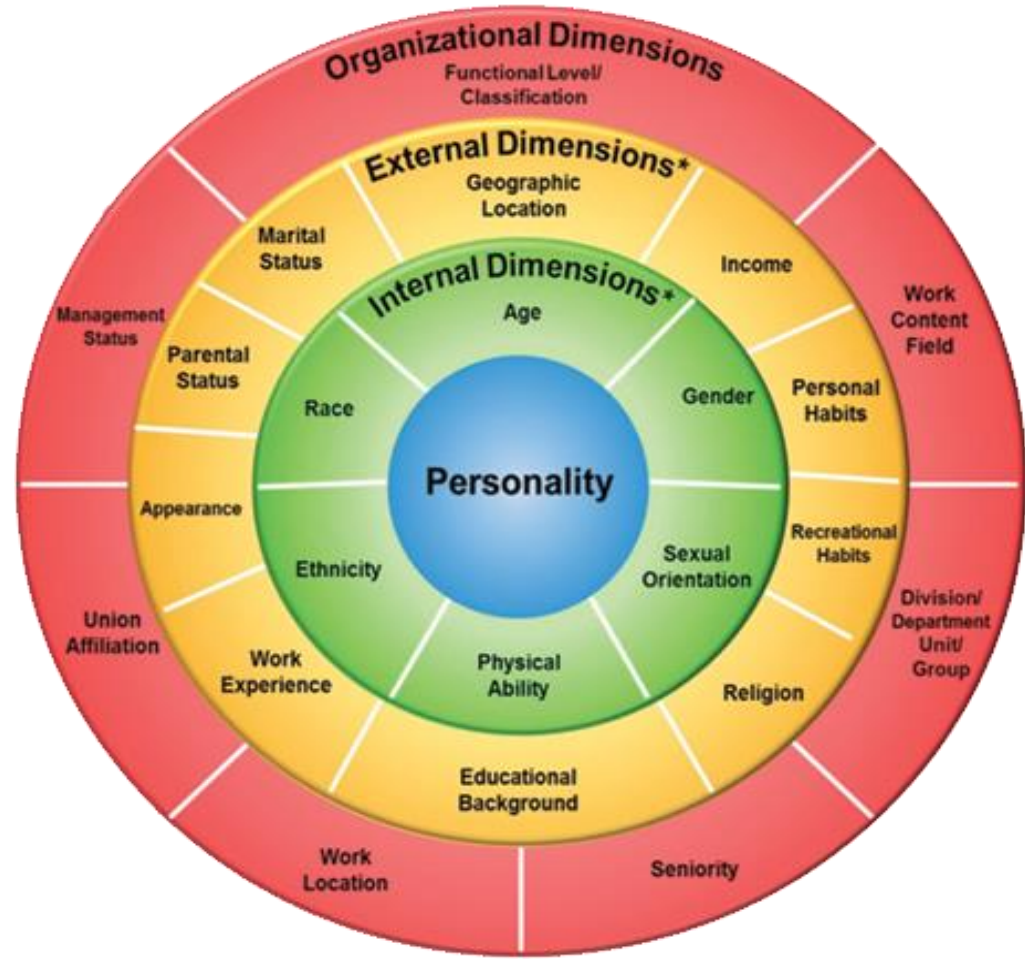 Organizational Dimensions
Functional Level/
Classification
Work
Content
Field
Division/
Department
Unit/
Group
Seniority
Work
Location
Union
Affiliation
Management
Status
External Dimensions*
Geographic
Location
Income
Personal
Habits
Recreational
Habits
Religion
Educational
Background
Work
Experience
Appearance
Parental
Status
Marital
Status
Internal Dimensions*
Age
Gender
Sexual
Orientation
Physical
Ability
Ethnicity
Race
Personality